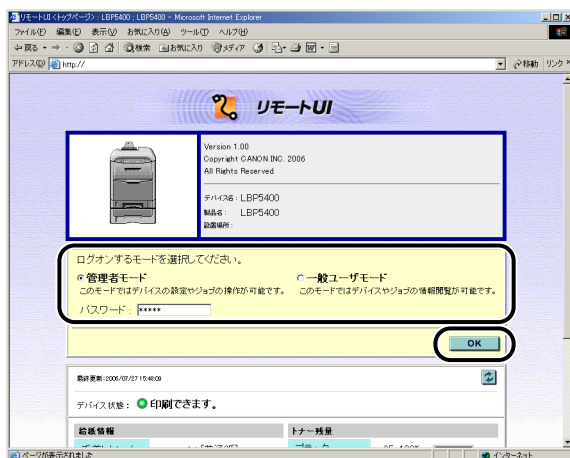 リモートUI <トップページ> : LBP5400 ; LBP5400 - Microsoft Internet Explorer
ファイル(F) 編集(E) 表示(V) お気に入り(A) ツール(T) ヘルプ(H)
戻る 検索 お気に入り メディア
アドレス(D) http:// 移動 リンク
リモートUI
Version 1.00
Copyright CANON INC. 2006
All Rights Reserved
デバイス名 : LBP5400
製品名 : LBP5400
設置場所 :
ログオンするモードを選択してください。
管理者モード 一般ユーザモード
このモードではデバイスの設定やジョブの操作が可能です。 このモードではデバイスやジョブの情報閲覧が可能です。
パスワード : *****
OK
最終更新 : 2006/07/27 15:48:09
デバイス状態 : 印刷できます。
給紙情報 トナー残量
ページが表示されました インターネット